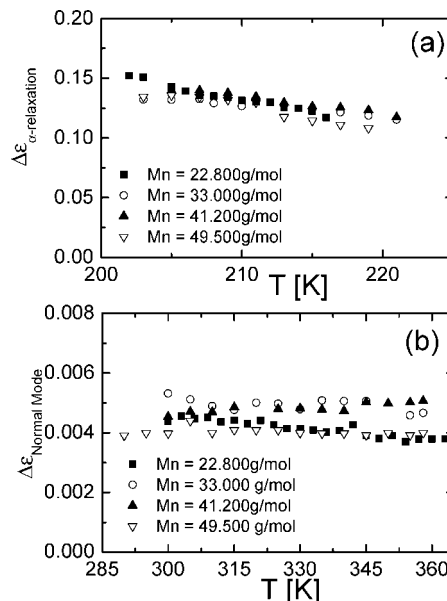 (a)
0.20
0.15
0.10
0.05
0.00
Δε α-relaxation
Mn = 22.800g/mol
Mn = 33.000g/mol
Mn = 41.200g/mol
Mn = 49.500g/mol
200 210 220
T [K]
(b)
0.008
0.006
0.004
0.002
0.000
Δε Normal Mode
Mn = 22.800g/mol
Mn = 33.000 g/mol
Mn = 41.200 g/mol
Mn = 49.500 g/mol
285 300 315 330 345 360
T [K]